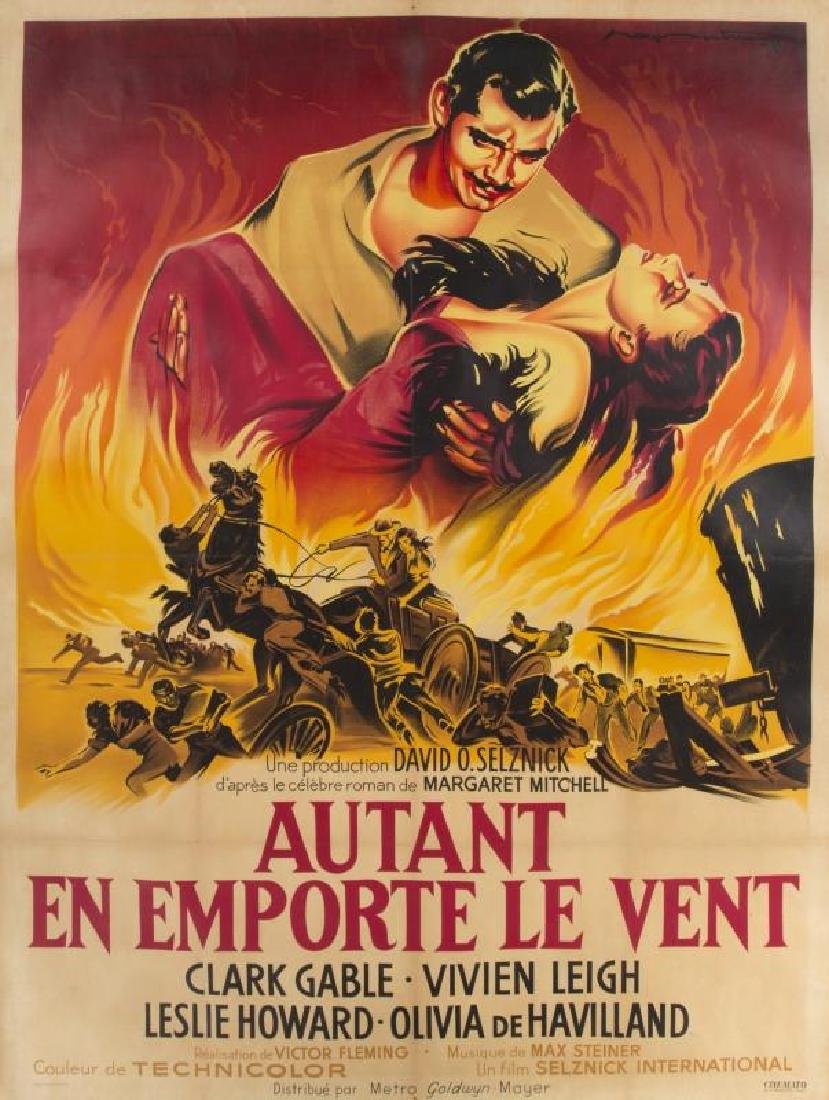 Une production DAVID O. SELZNICK
d'après le célèbre roman de MARGARET MITCHELL
AUTANT
EN EMPORTE LE VENT
CLARK GABLE · VIVIEN LEIGH
LESLIE HOWARD · OLIVIA DE HAVILLAND
Réalisation de VICTOR FLEMING · Musique de MAX STEINER
Couleur de TECHNICOLOR Un film SELZNICK INTERNATIONAL
Distribué par Metro Goldwyn Mayer